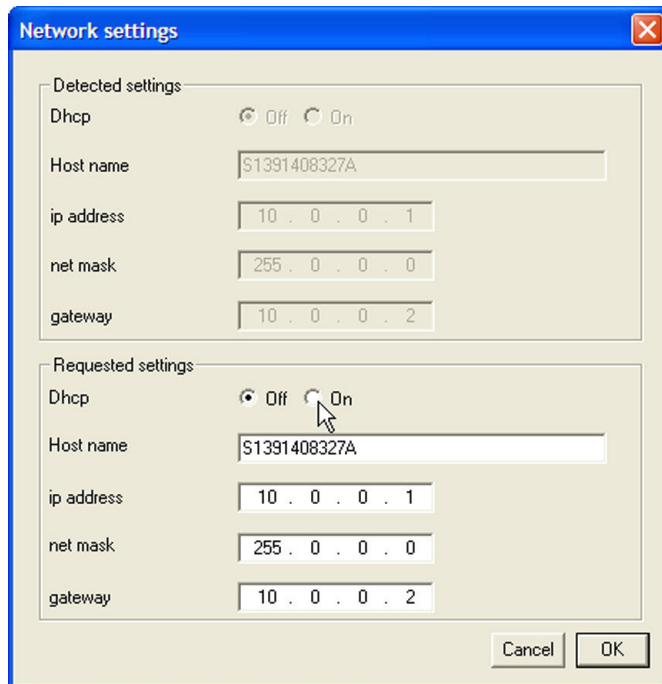 Network settings
Detected settings
Dhcp Off On
Host name S1391408327A
ip address 10 . 0 . 0 . 1
net mask 255 . 0 . 0 . 0
gateway 10 . 0 . 0 . 2
Requested settings
Dhcp Off On
Host name S1391408327A
ip address 10 . 0 . 0 . 1
net mask 255 . 0 . 0 . 0
gateway 10 . 0 . 0 . 2
Cancel OK